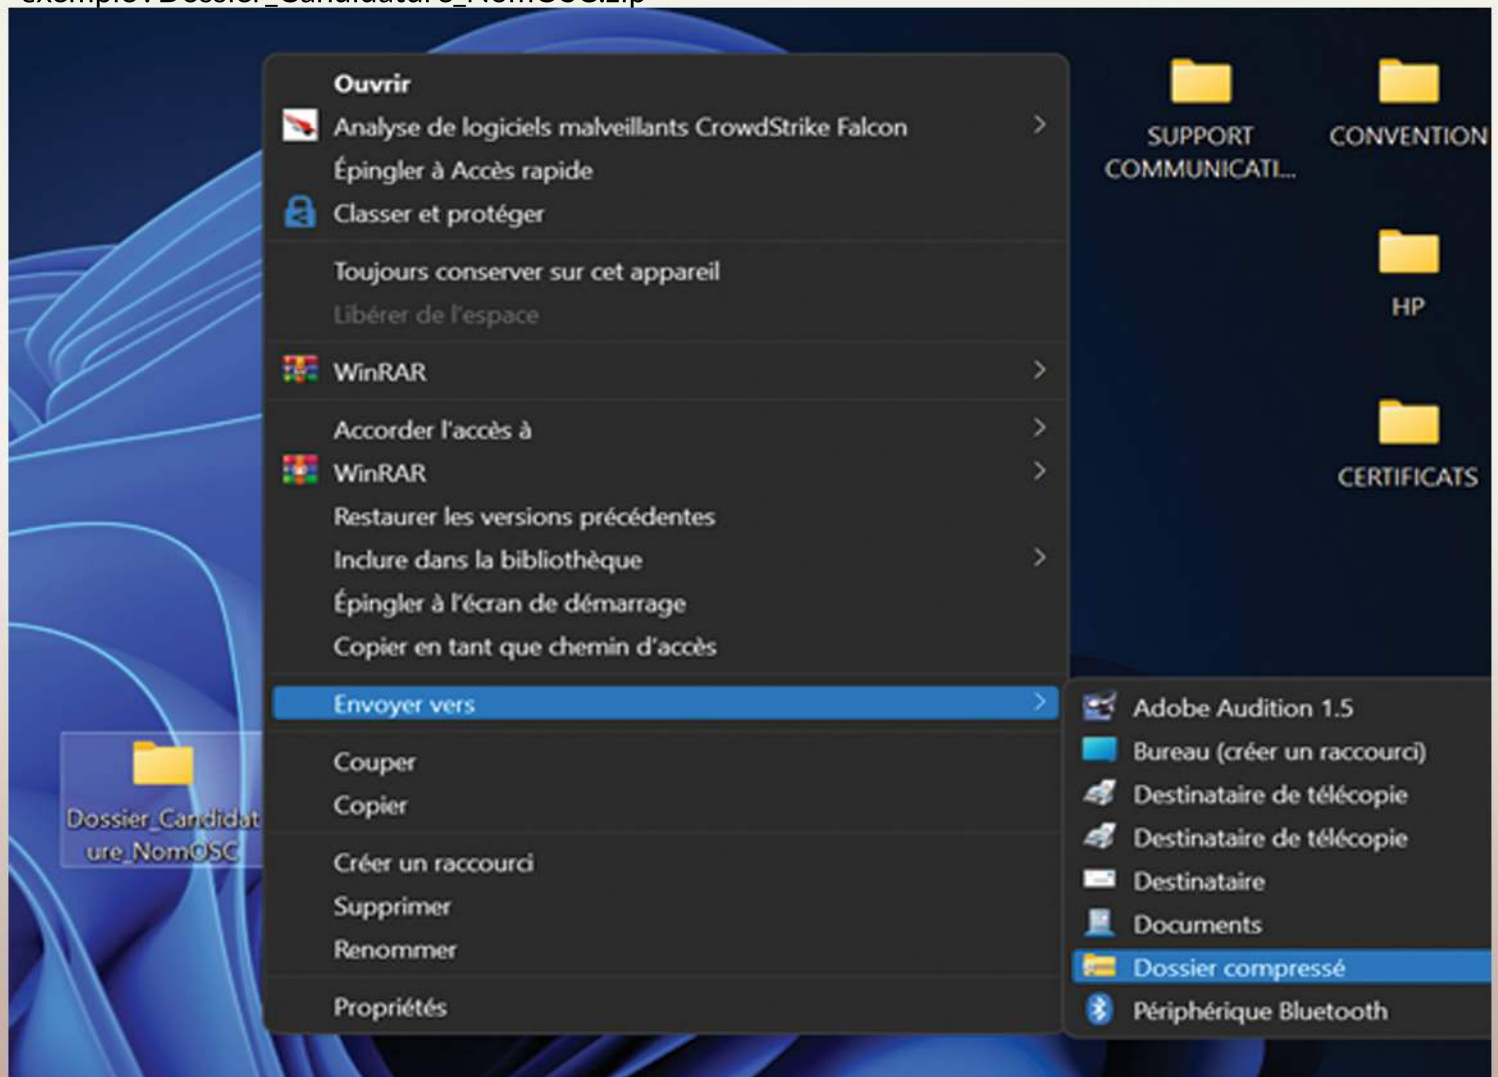 exemple : Dossier_Candidature_NomOSC.zip
Ouvrir
Analyse de logiciels malveillants CrowdStrike Falcon
Épingler à Accès rapide
Classer et protéger
Toujours conserver sur cet appareil
Libérer de l'espace
WinRAR
Accorder l'accès à
WinRAR
Restaurer les versions précédentes
Inclure dans la bibliothèque
Épingler à l'écran de démarrage
Copier en tant que chemin d'accès
Envoyer vers
Couper
Copier
Créer un raccourci
Supprimer
Renommer
Propriétés
Adobe Audition 1.5
Bureau (créer un raccourci)
Destinataire de télécopie
Destinataire de télécopie
Destinataire
Documents
Dossier compressé
Périphérique Bluetooth
Dossier_Candidat
ure_NomOSC
SUPPORT
COMMUNICATI...
CONVENTION
HP
CERTIFICATS